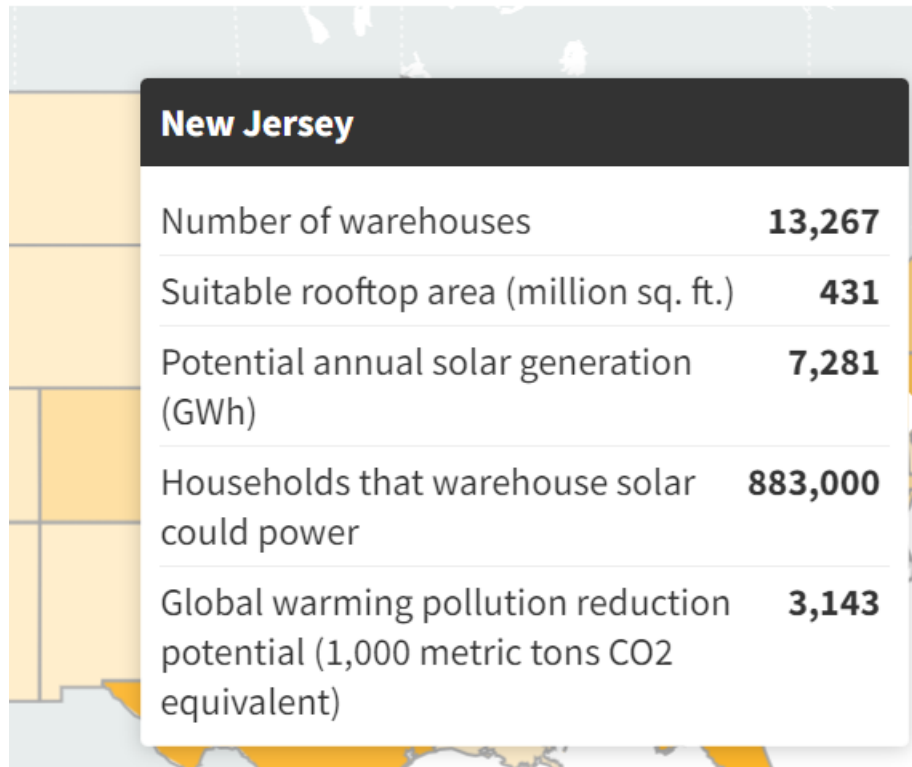 New Jersey
Number of warehouses 13,267
Suitable rooftop area (million sq. ft.) 431
Potential annual solar generation 7,281
(GWh)
Households that warehouse solar 883,000
could power
Global warming pollution reduction 3,143
potential (1,000 metric tons CO2
equivalent)